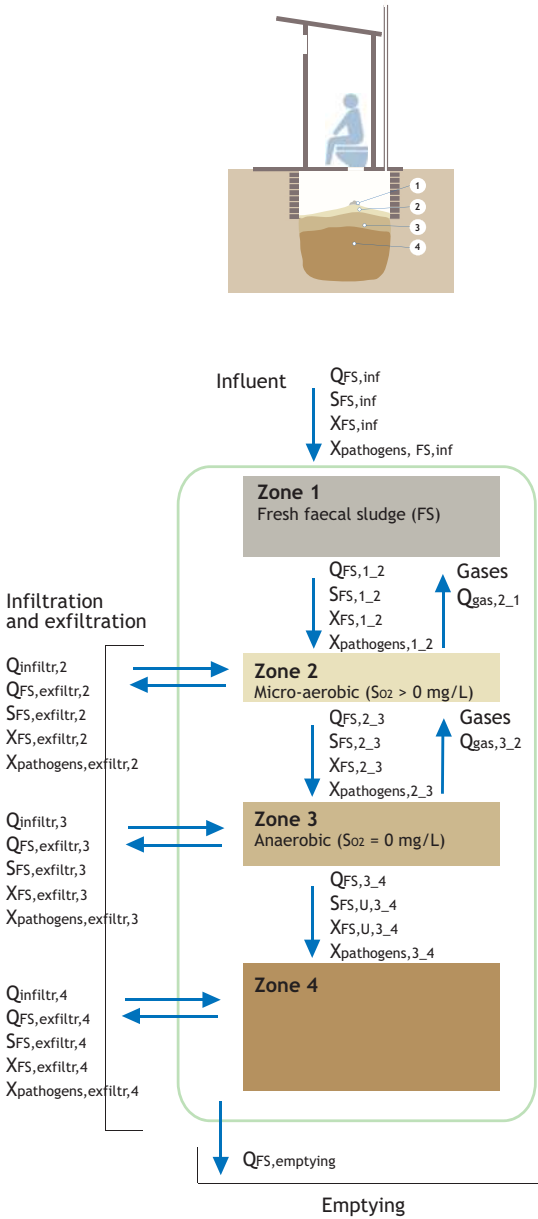 1
2
3
4
Influent
QFS,inf
SFS,inf
XFS,inf
Xpathogens, FS,inf
Zone 1
Fresh faecal sludge (FS)
QFS,1_2
SFS,1_2
XFS,1_2
Xpathogens,1_2
Gases
Qgas,2_1
Infiltration
and exfiltration
Qinfiltr,2
QFS,exfiltr,2
SFS,exfiltr,2
XFS,exfiltr,2
Xpathogens,exfiltr,2
Zone 2
Micro-aerobic (SO2 > 0 mg/L)
QFS,2_3
SFS,2_3
XFS,2_3
Xpathogens,2_3
Gases
Qgas,3_2
Qinfiltr,3
QFS,exfiltr,3
SFS,exfiltr,3
XFS,exfiltr,3
Xpathogens,exfiltr,3
Zone 3
Anaerobic (SO2 = 0 mg/L)
QFS,3_4
SFS,U,3_4
XFS,U,3_4
Xpathogens,3_4
Qinfiltr,4
QFS,exfiltr,4
SFS,exfiltr,4
XFS,exfiltr,4
Xpathogens,exfiltr,4
Zone 4
QFS,emptying
Emptying